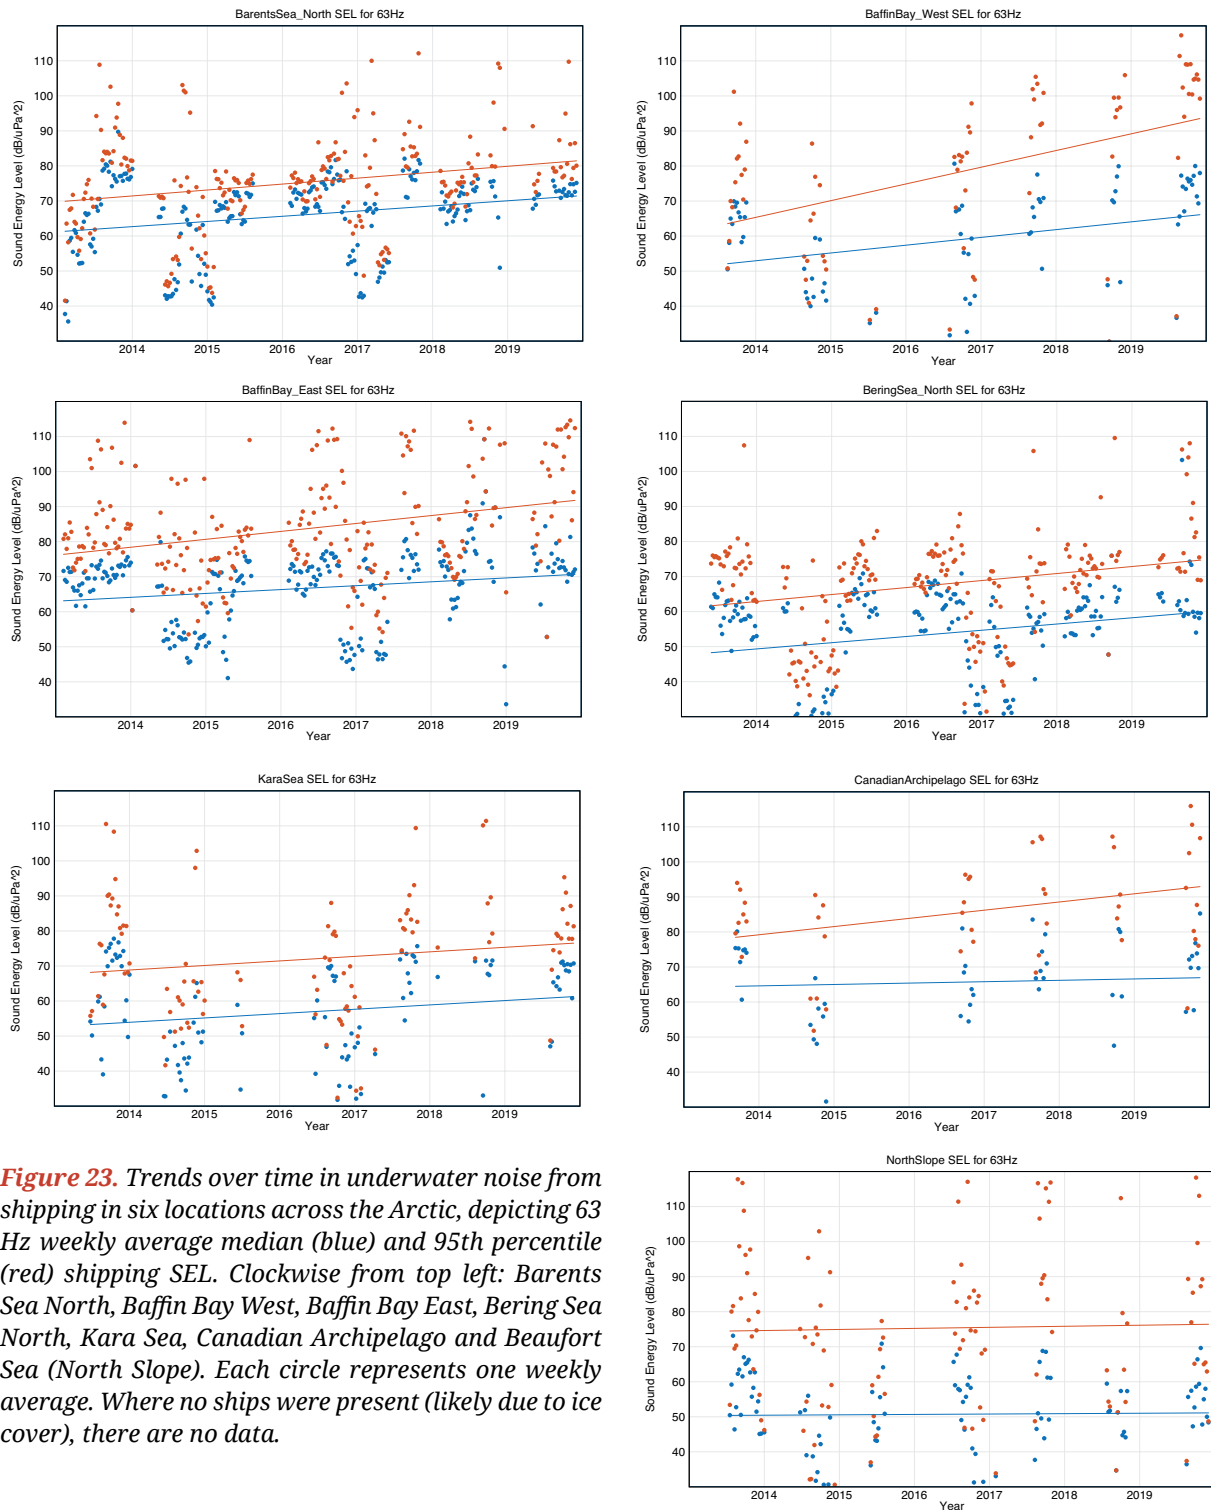 BarentsSea_North SEL for 63Hz
Sound Energy Level (dB/uPa^2)
110
100
90
80
70
60
50
40
2014 2015 2016 2017 2018 2019
Year
BaffinBay_West SEL for 63Hz
Sound Energy Level (dB/uPa^2)
110
100
90
80
70
60
50
40
2014 2015 2016 2017 2018 2019
Year
BaffinBay_East SEL for 63Hz
Sound Energy Level (dB/uPa^2)
110
100
90
80
70
60
50
40
2014 2015 2016 2017 2018 2019
Year
BeringSea_North SEL for 63Hz
Sound Energy Level (dB/uPa^2)
110
100
90
80
70
60
50
40
2014 2015 2016 2017 2018 2019
Year
KaraSea SEL for 63Hz
Sound Energy Level (dB/uPa^2)
110
100
90
80
70
60
50
40
2014 2015 2016 2017 2018 2019
Year
CanadianArchipelago SEL for 63Hz
Sound Energy Level (dB/uPa^2)
110
100
90
80
70
60
50
40
2014 2015 2016 2017 2018 2019
Year
Figure 23. Trends over time in underwater noise from
shipping in six locations across the Arctic, depicting 63
Hz weekly average median (blue) and 95th percentile
(red) shipping SEL. Clockwise from top left: Barents
Sea North, Baffin Bay West, Baffin Bay East, Bering Sea
North, Kara Sea, Canadian Archipelago and Beaufort
Sea (North Slope). Each circle represents one weekly
average. Where no ships were present (likely due to ice
cover), there are no data.
NorthSlope SEL for 63Hz
Sound Energy Level (dB/uPa^2)
110
100
90
80
70
60
50
40
2014 2015 2016 2017 2018 2019
Year